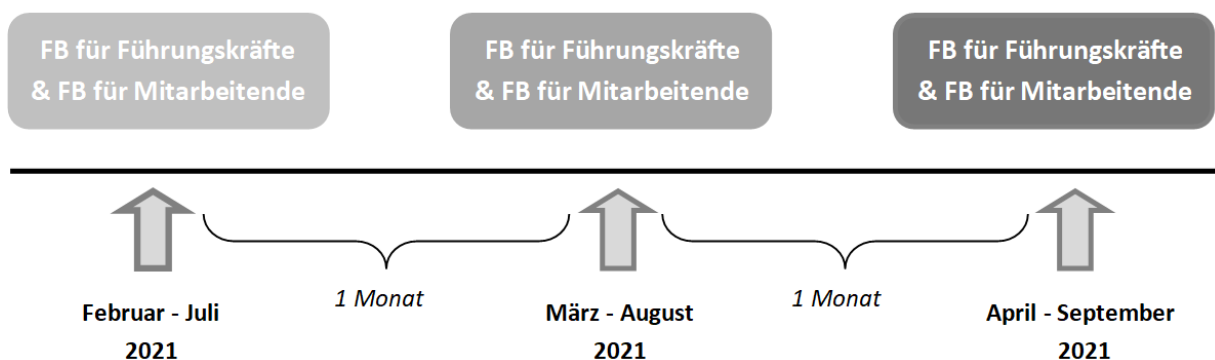 FB für Führungskräfte
& FB für Mitarbeitende
FB für Führungskräfte
& FB für Mitarbeitende
FB für Führungskräfte
& FB für Mitarbeitende
1 Monat
1 Monat
Februar - Juli
2021
März - August
2021
April - September
2021